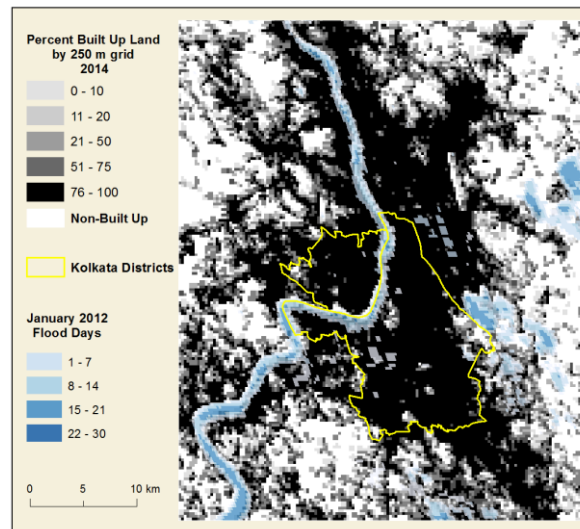 Percent Built Up Land
by 250 m grid
2014
0 - 10
11 - 20
21 - 50
51 - 75
76 - 100
Non-Built Up
Kolkata Districts
January 2012
Flood Days
1 - 7
8 - 14
15 - 21
22 - 30
0 5 10 km